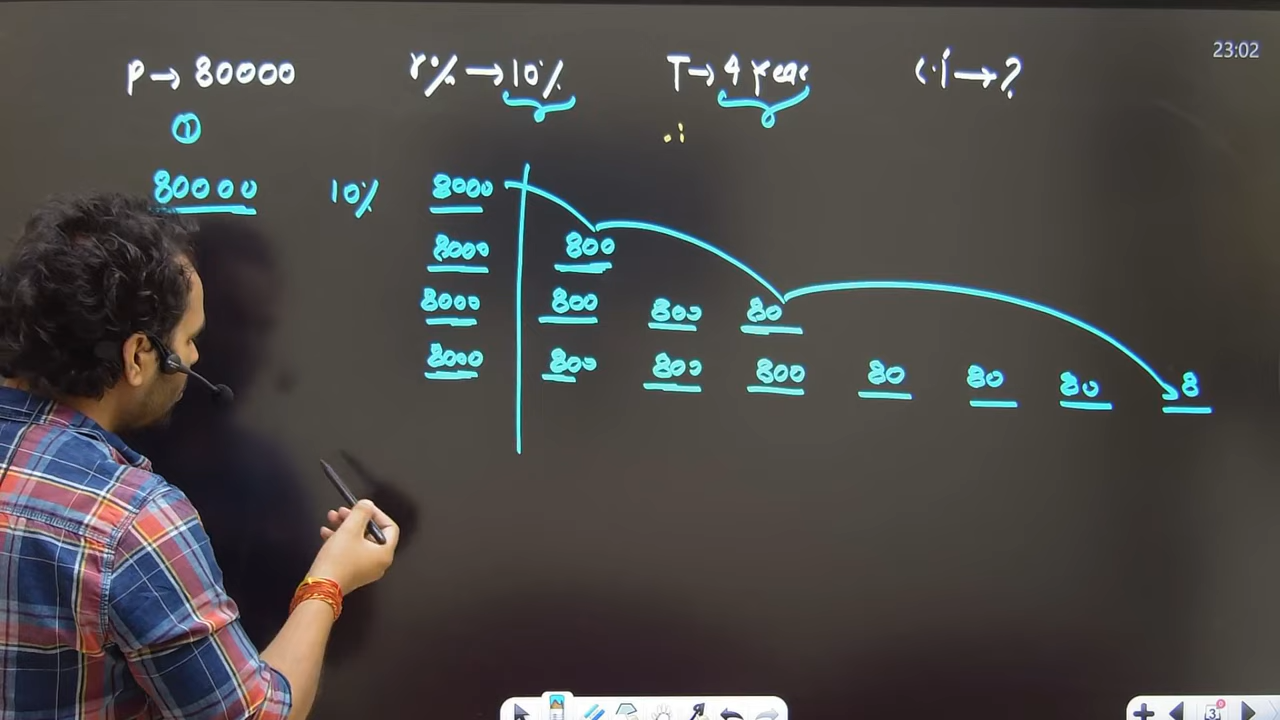 23:02
P→ 80000 r% → 10% T→ 4 year C.i → ?
①
80000 10% 8000
8000 800
8000 800 800 80
8000 800 800 800 80 80 80 8
3